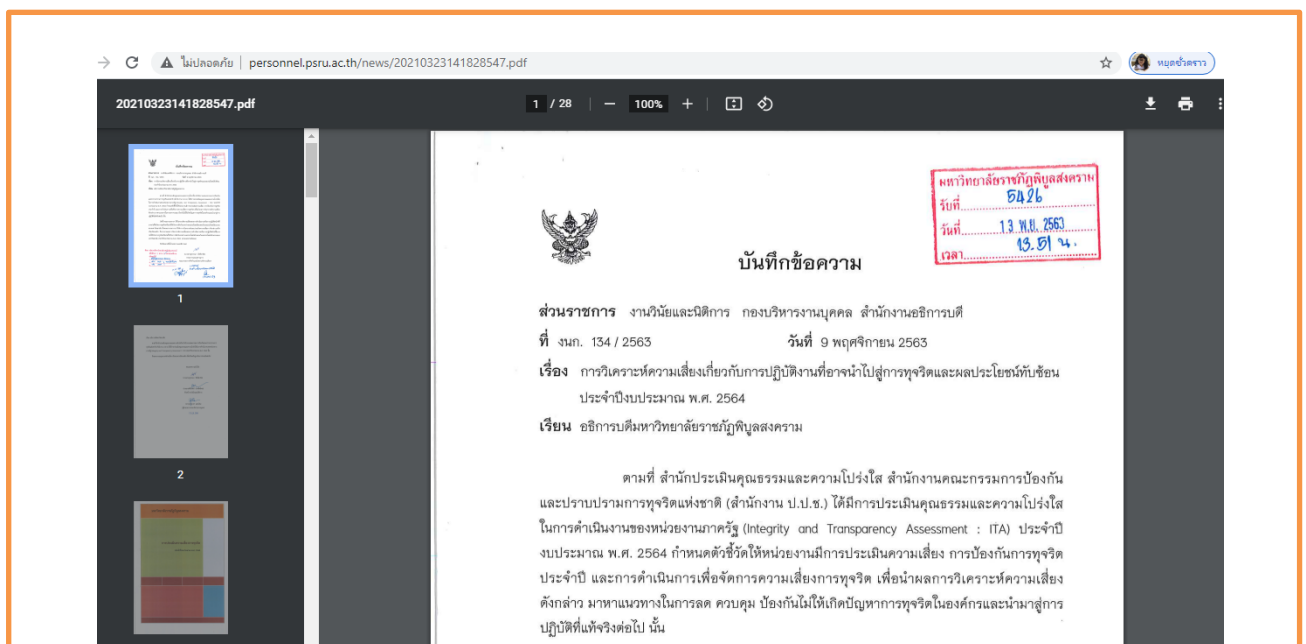 ไม่ปลอดภัย | personnel.psru.ac.th/news/20210323141828547.pdf
หยุดชั่วคราว
20210323141828547.pdf
1 / 28 | − 100% +
มหาวิทยาลัยราชภัฏพิบูลสงคราม
รับที่ 5426
วันที่ 13 พ.ย. 2563
เวลา 13.51 น.
บันทึกข้อความ
ส่วนราชการ งานวินัยและนิติการ กองบริหารงานบุคคล สำนักงานอธิการบดี
ที่ งนก. 134 / 2563 วันที่ 9 พฤศจิกายน 2563
เรื่อง การวิเคราะห์ความเสี่ยงเกี่ยวกับการปฏิบัติงานที่อาจนำไปสู่การทุจริตและผลประโยชน์ทับซ้อน
ประจำปีงบประมาณ พ.ศ. 2564
เรียน อธิการบดีมหาวิทยาลัยราชภัฏพิบูลสงคราม
ตามที่ สำนักประเมินคุณธรรมและความโปร่งใส สำนักงานคณะกรรมการป้องกัน
และปราบปรามการทุจริตแห่งชาติ (สำนักงาน ป.ป.ช.) ได้มีการประเมินคุณธรรมและความโปร่งใส
ในการดำเนินงานของหน่วยงานภาครัฐ (Integrity and Transparency Assessment : ITA) ประจำปี
งบประมาณ พ.ศ. 2564 กำหนดตัวชี้วัดให้หน่วยงานมีการประเมินความเสี่ยง การป้องกันการทุจริต
ประจำปี และการดำเนินการเพื่อจัดการความเสี่ยงการทุจริต เพื่อนำผลการวิเคราะห์ความเสี่ยง
ดังกล่าว มาหาแนวทางในการลด ควบคุม ป้องกันไม่ให้เกิดปัญหาการทุจริตในองค์กรและนำมาสู่การ
ปฏิบัติที่แท้จริงต่อไป นั้น
1
2